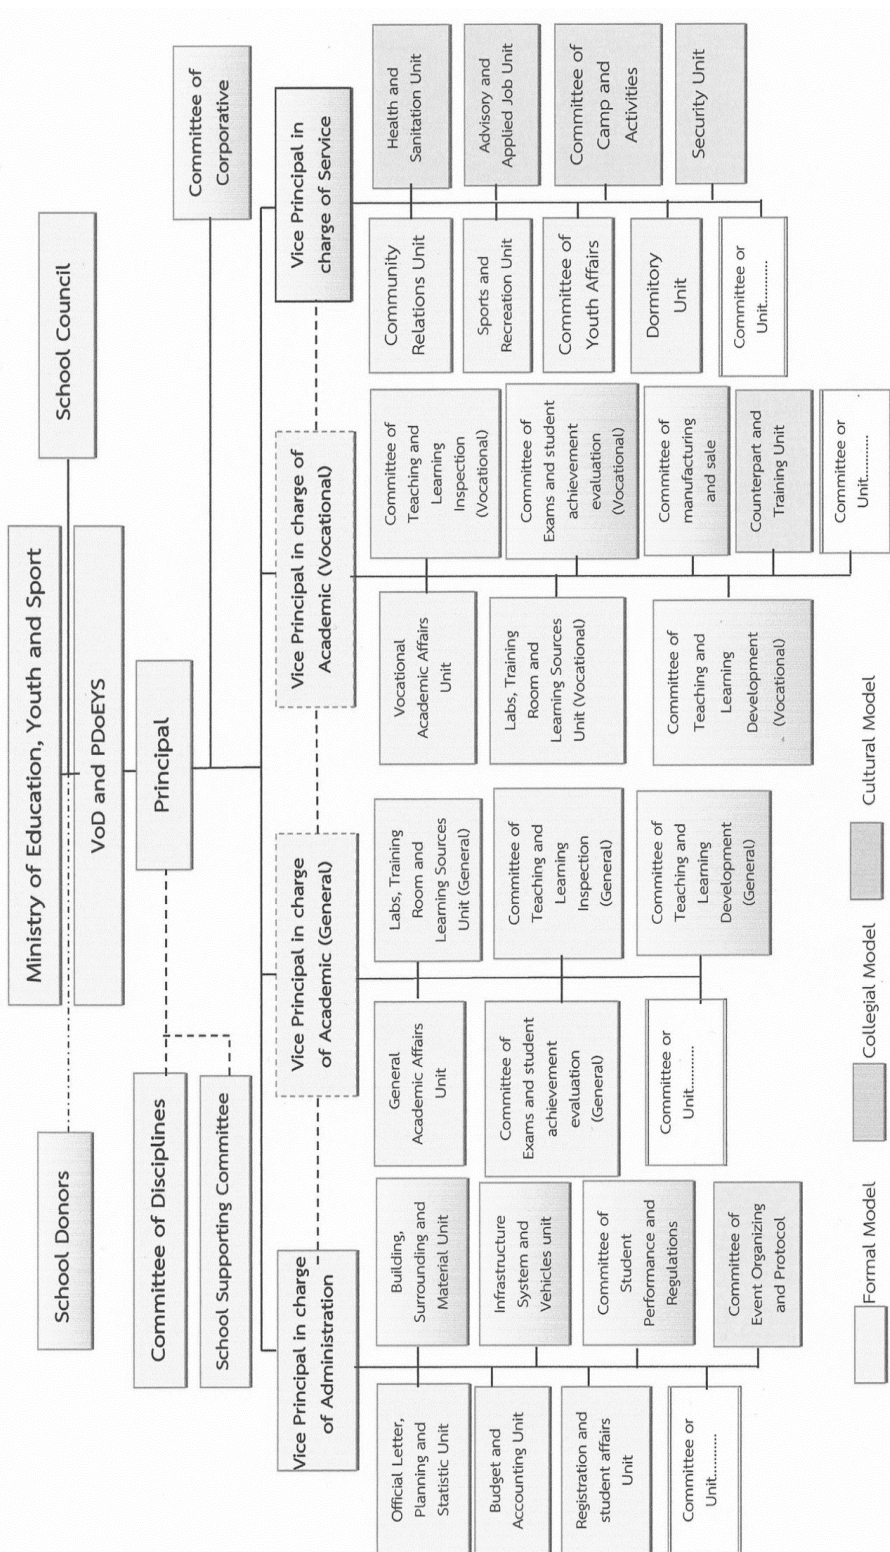 Ministry of Education, Youth and Sport
School Donors
School Council
VoD and PDoEYS
Principal
Committee of Disciplines
School Supporting Committee
Committee of
Corporative
Vice Principal in charge
of Administration
Vice Principal in charge
of Academic (General)
Vice Principal in charge of
Academic (Vocational)
Vice Principal in
charge of Service
Official Letter,
Planning and
Statistic Unit
Budget and
Accounting Unit
Registration and
student affairs
Unit
Committee or
Unit............
Building,
Surrounding and
Material Unit
Infrastructure
System and
Vehicles unit
Committee of
Student
Performance and
Regulations
Committee of
Event Organizing
and Protocol
General
Academic Affairs
Unit
Committee of
Exams and student
achievement
evaluation
(General)
Committee or
Unit............
Labs, Training
Room and
Learning Sources
Unit (General)
Committee of
Teaching and
Learning
Inspection
(General)
Committee of
Teaching and
Learning
Development
(General)
Vocational
Academic Affairs
Unit
Labs, Training
Room and
Learning Sources
Unit (Vocational)
Committee of
Teaching and
Learning
Development
(Vocational)
Committee of
Teaching and
Learning
Inspection
(Vocational)
Committee of
Exams and student
achievement
evaluation
(Vocational)
Committee of
manufacturing
and sale
Counterpart and
Training Unit
Committee or
Unit............
Community
Relations Unit
Sports and
Recreation Unit
Committee of
Youth Affairs
Dormitory
Unit
Committee or
Unit............
Health and
Sanitation Unit
Advisory and
Applied Job Unit
Committee of
Camp and
Activities
Security Unit
Formal Model
Collegial Model
Cultural Model